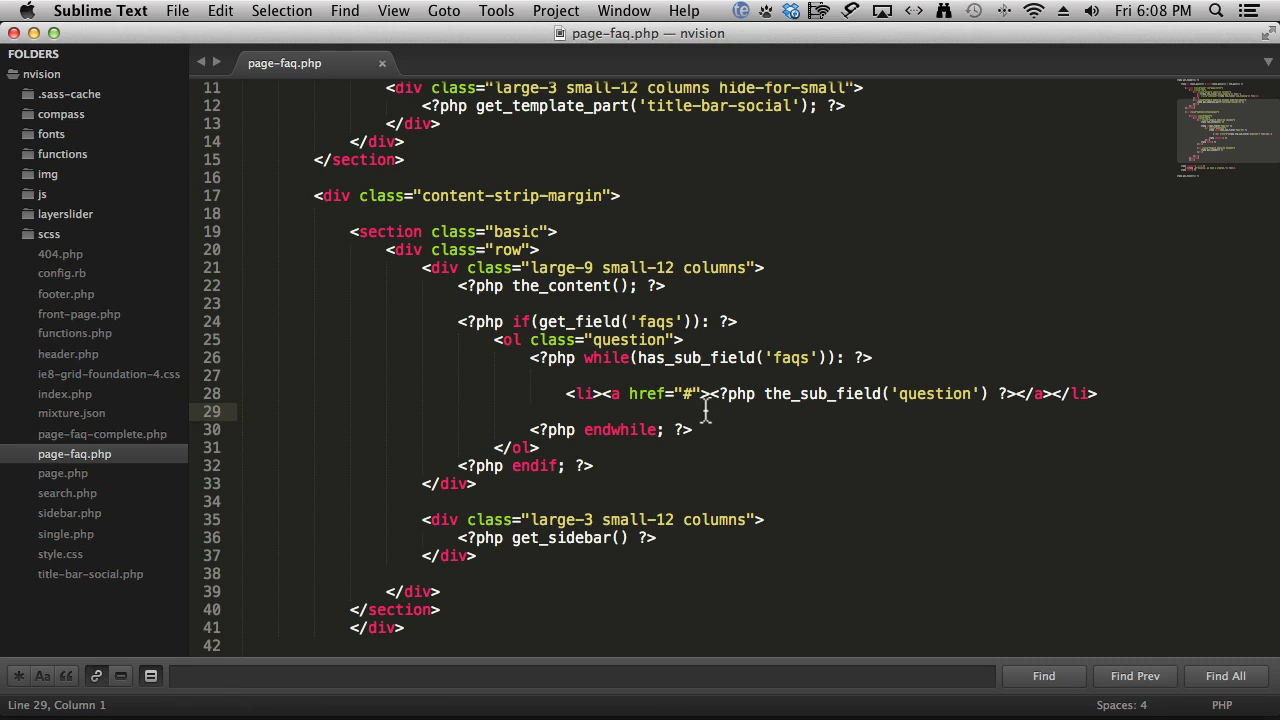 Sublime Text File Edit Selection Find View Goto Tools Project Window Help Fri 6:08 PM
page-faq.php — nvision
FOLDERS
nvision
.sass-cache
compass
fonts
functions
img
js
layerslider
scss
404.php
config.rb
footer.php
front-page.php
functions.php
header.php
ie8-grid-foundation-4.css
index.php
mixture.json
page-faq-complete.php
page-faq.php
page.php
search.php
sidebar.php
single.php
style.css
title-bar-social.php
page-faq.php ×
11 <div class="large-3 small-12 columns hide-for-small">
12 <?php get_template_part('title-bar-social'); ?>
13 </div>
14 </div>
15 </section>
16
17 <div class="content-strip-margin">
18
19 <section class="basic">
20 <div class="row">
21 <div class="large-9 small-12 columns">
22 <?php the_content(); ?>
23
24 <?php if(get_field('faqs')): ?>
25 <ol class="question">
26 <?php while(has_sub_field('faqs')): ?>
27
28 <li><a href="#"><?php the_sub_field('question') ?></a></li>
29
30 <?php endwhile; ?>
31 </ol>
32 <?php endif; ?>
33 </div>
34
35 <div class="large-3 small-12 columns">
36 <?php get_sidebar() ?>
37 </div>
38
39 </div>
40 </section>
41 </div>
42
Aa Find Find Prev Find All
Line 29, Column 1 Spaces: 4 PHP